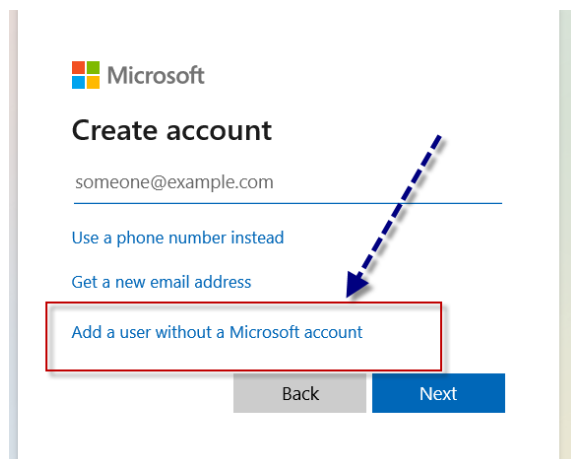 Microsoft
Create account
someone@example.com
Use a phone number instead
Get a new email address
Add a user without a Microsoft account
Back
Next